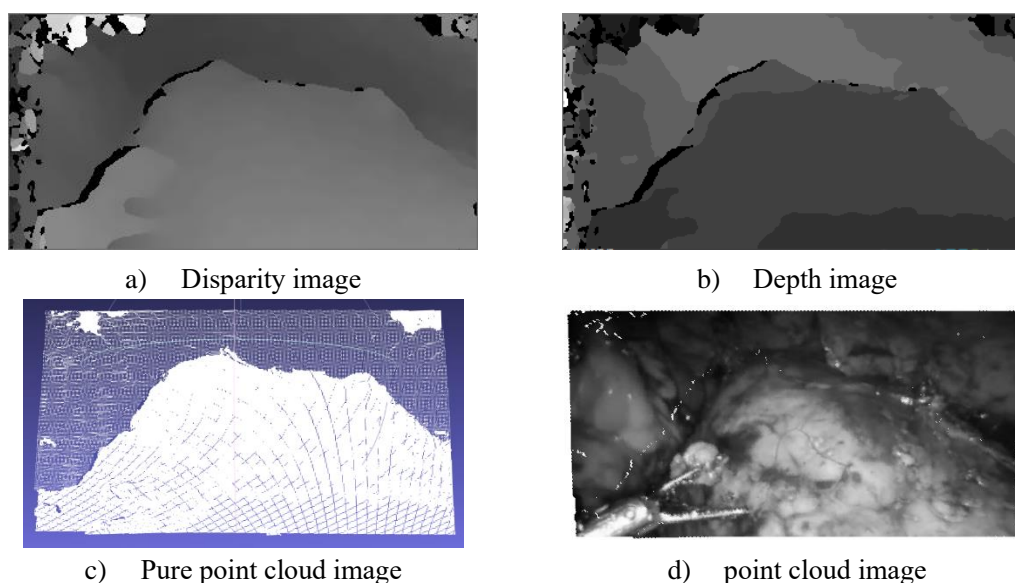 a) Disparity image
b) Depth image
c) Pure point cloud image
d) point cloud image